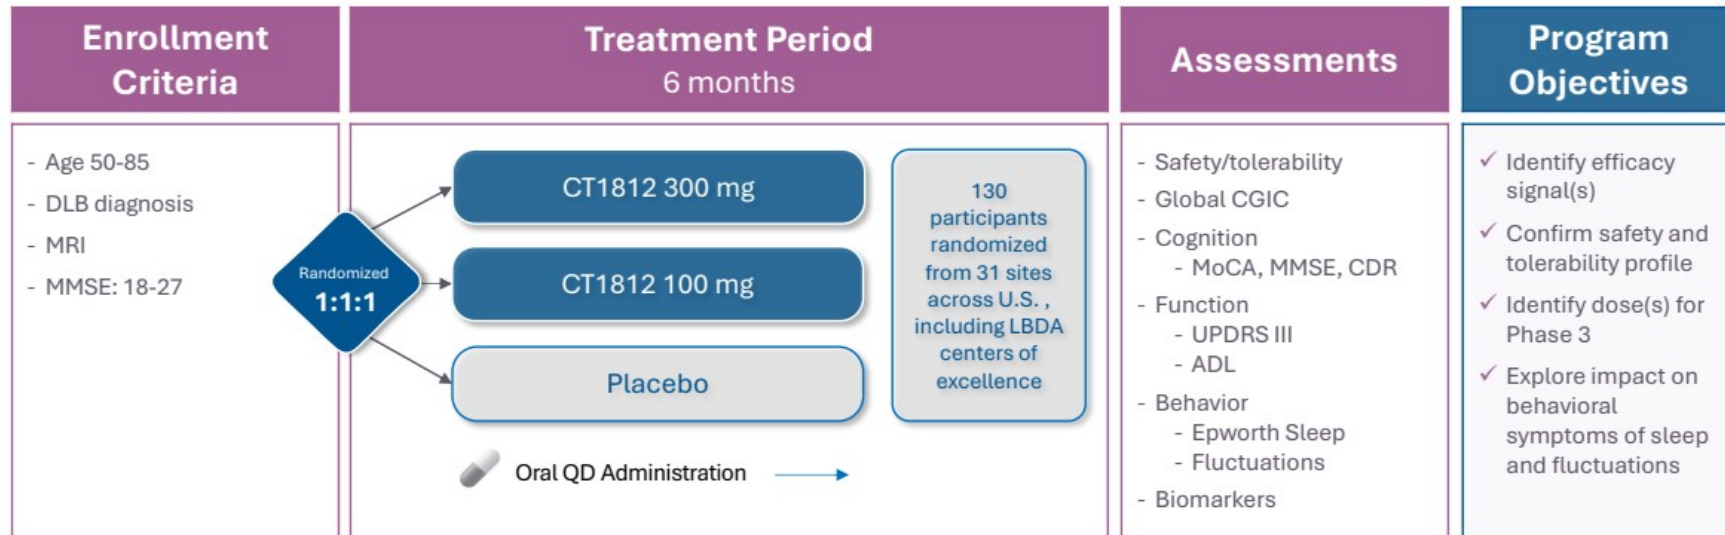 Enrollment
Criteria
- Age 50-85
- DLB diagnosis
- MRI
- MMSE: 18-27
Treatment Period
6 months
Randomized
1:1:1
CT1812 300 mg
CT1812 100 mg
Placebo
Oral QD Administration
130
participants
randomized
from 31 sites
across U.S. ,
including LBDA
centers of
excellence
Assessments
- Safety/tolerability
- Global CGIC
- Cognition
- MoCA, MMSE, CDR
- Function
- UPDRS III
- ADL
- Behavior
- Epworth Sleep
- Fluctuations
- Biomarkers
Program
Objectives
✓ Identify efficacy
signal(s)
✓ Confirm safety and
tolerability profile
✓ Identify dose(s) for
Phase 3
✓ Explore impact on
behavioral
symptoms of sleep
and fluctuations